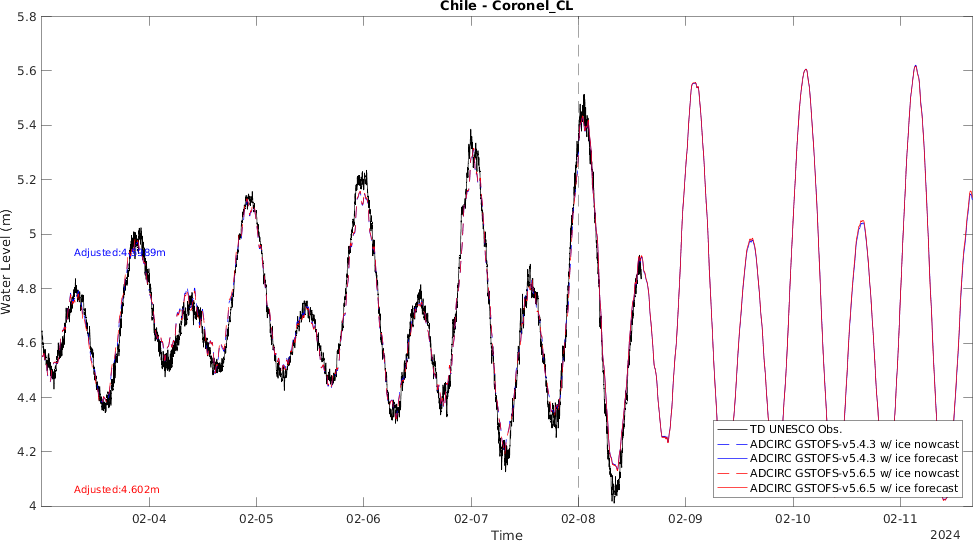 Chile - Coronel_CL
5.8
5.6
5.4
5.2
5
4.8
4.6
4.4
4.2
4
Water Level (m)
Adjusted:4.602m
TD UNESCO Obs.
ADCIRC GSTOFS-v5.4.3 w/ ice nowcast
ADCIRC GSTOFS-v5.4.3 w/ ice forecast
ADCIRC GSTOFS-v5.6.5 w/ ice nowcast
ADCIRC GSTOFS-v5.6.5 w/ ice forecast
02-04 02-05 02-06 02-07 02-08 02-09 02-10 02-11
Time
2024